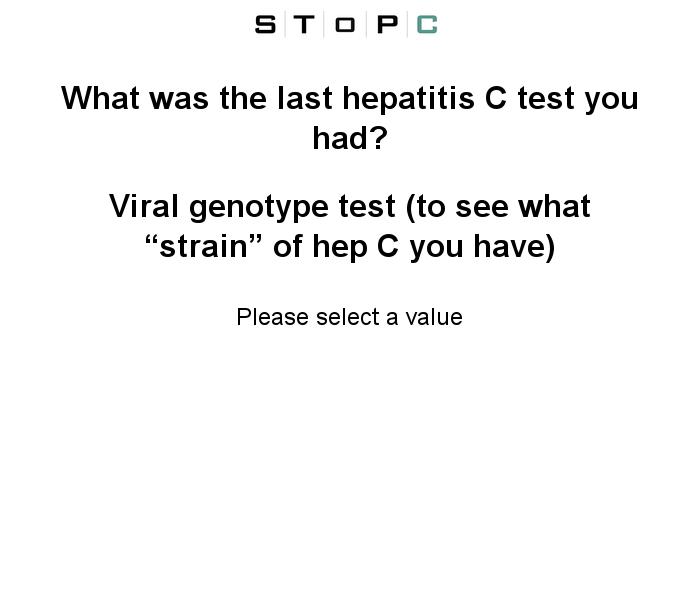 STOPC
What was the last hepatitis C test you
had?
Viral genotype test (to see what
“strain” of hep C you have)
Please select a value